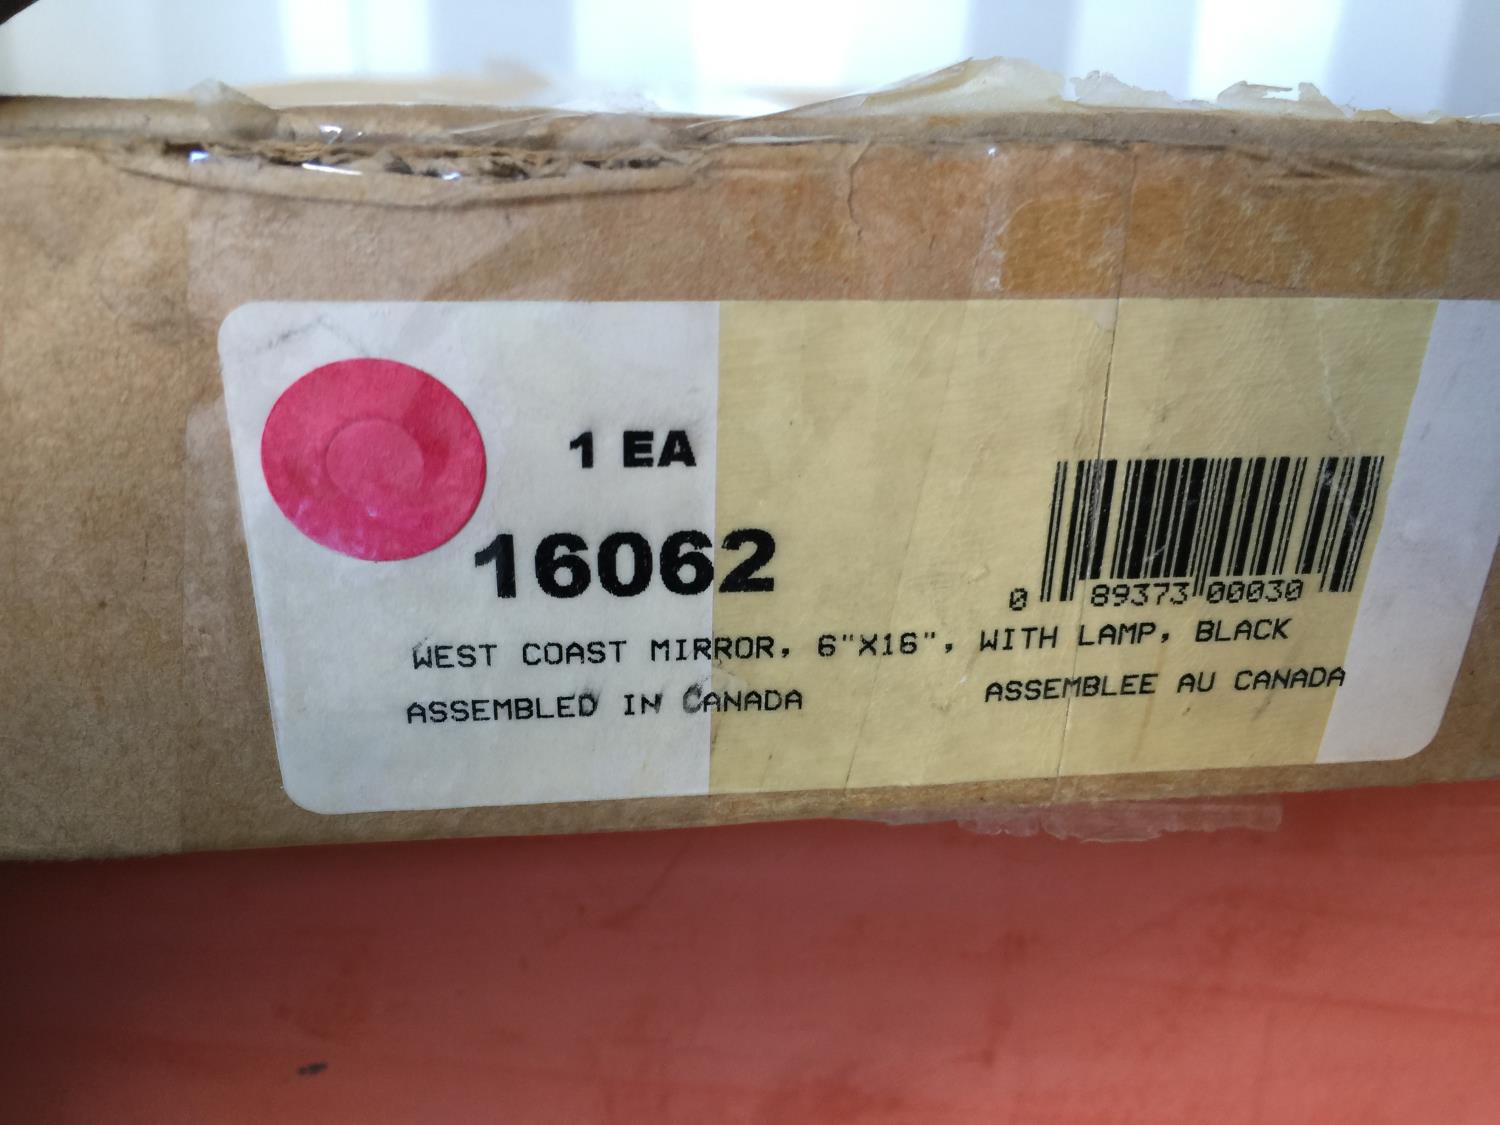 1 EA
16062
0 89373 00030
WEST COAST MIRROR, 6"X16", WITH LAMP, BLACK
ASSEMBLED IN CANADA ASSEMBLEE AU CANADA